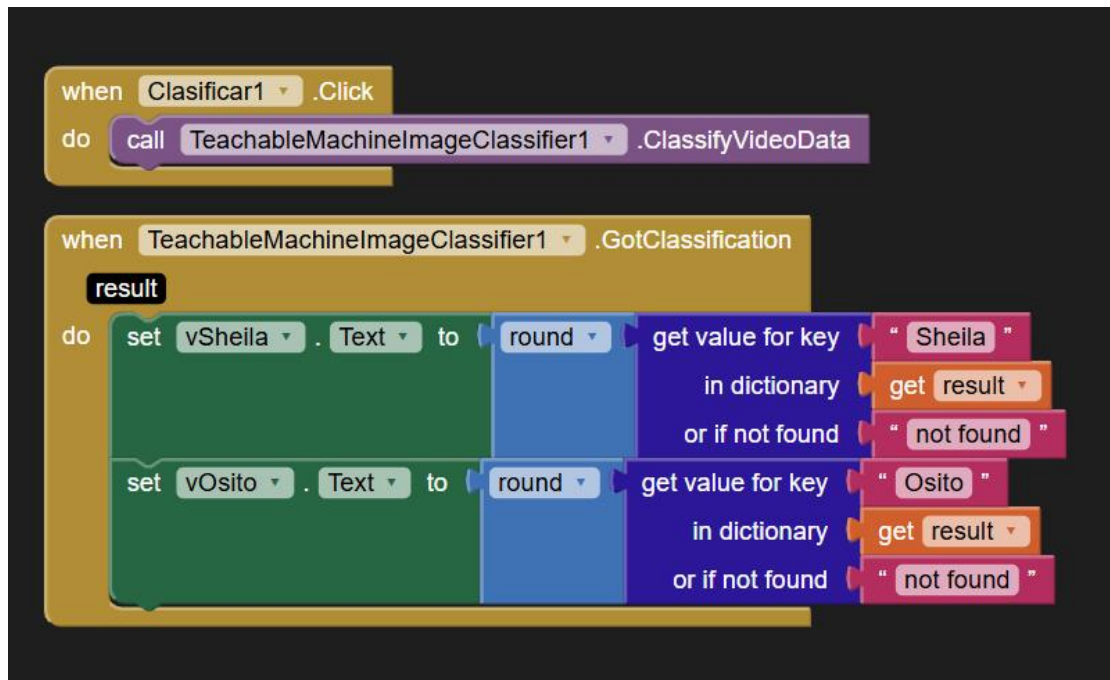 when Clasificar1 .Click
do call TeachableMachineImageClassifier1 .ClassifyVideoData
when TeachableMachineImageClassifier1 .GotClassification
result
do set vSheila . Text to round get value for key " Sheila "
in dictionary get result
or if not found " not found "
set vOsito . Text to round get value for key " Osito "
in dictionary get result
or if not found " not found "